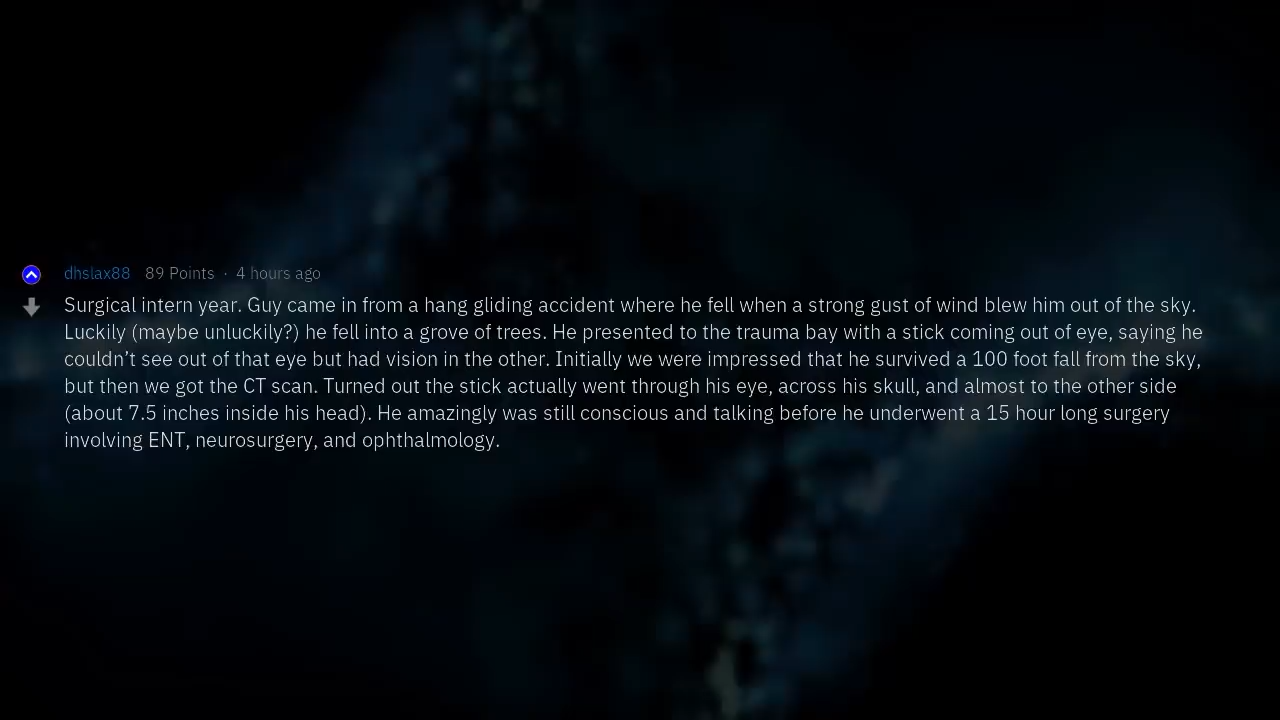 dhslax88 89 Points · 4 hours ago
Surgical intern year. Guy came in from a hang gliding accident where he fell when a strong gust of wind blew him out of the sky.
Luckily (maybe unluckily?) he fell into a grove of trees. He presented to the trauma bay with a stick coming out of eye, saying he
couldn’t see out of that eye but had vision in the other. Initially we were impressed that he survived a 100 foot fall from the sky,
but then we got the CT scan. Turned out the stick actually went through his eye, across his skull, and almost to the other side
(about 7.5 inches inside his head). He amazingly was still conscious and talking before he underwent a 15 hour long surgery
involving ENT, neurosurgery, and ophthalmology.